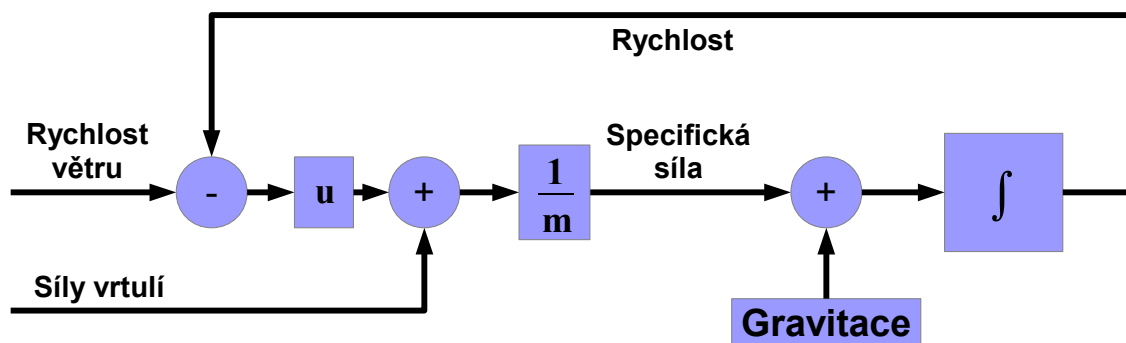 Rychlost
Rychlost
větru
Specifická
síla
-
u
+
1
m
+
∫
Síly vrtulí
Gravitace